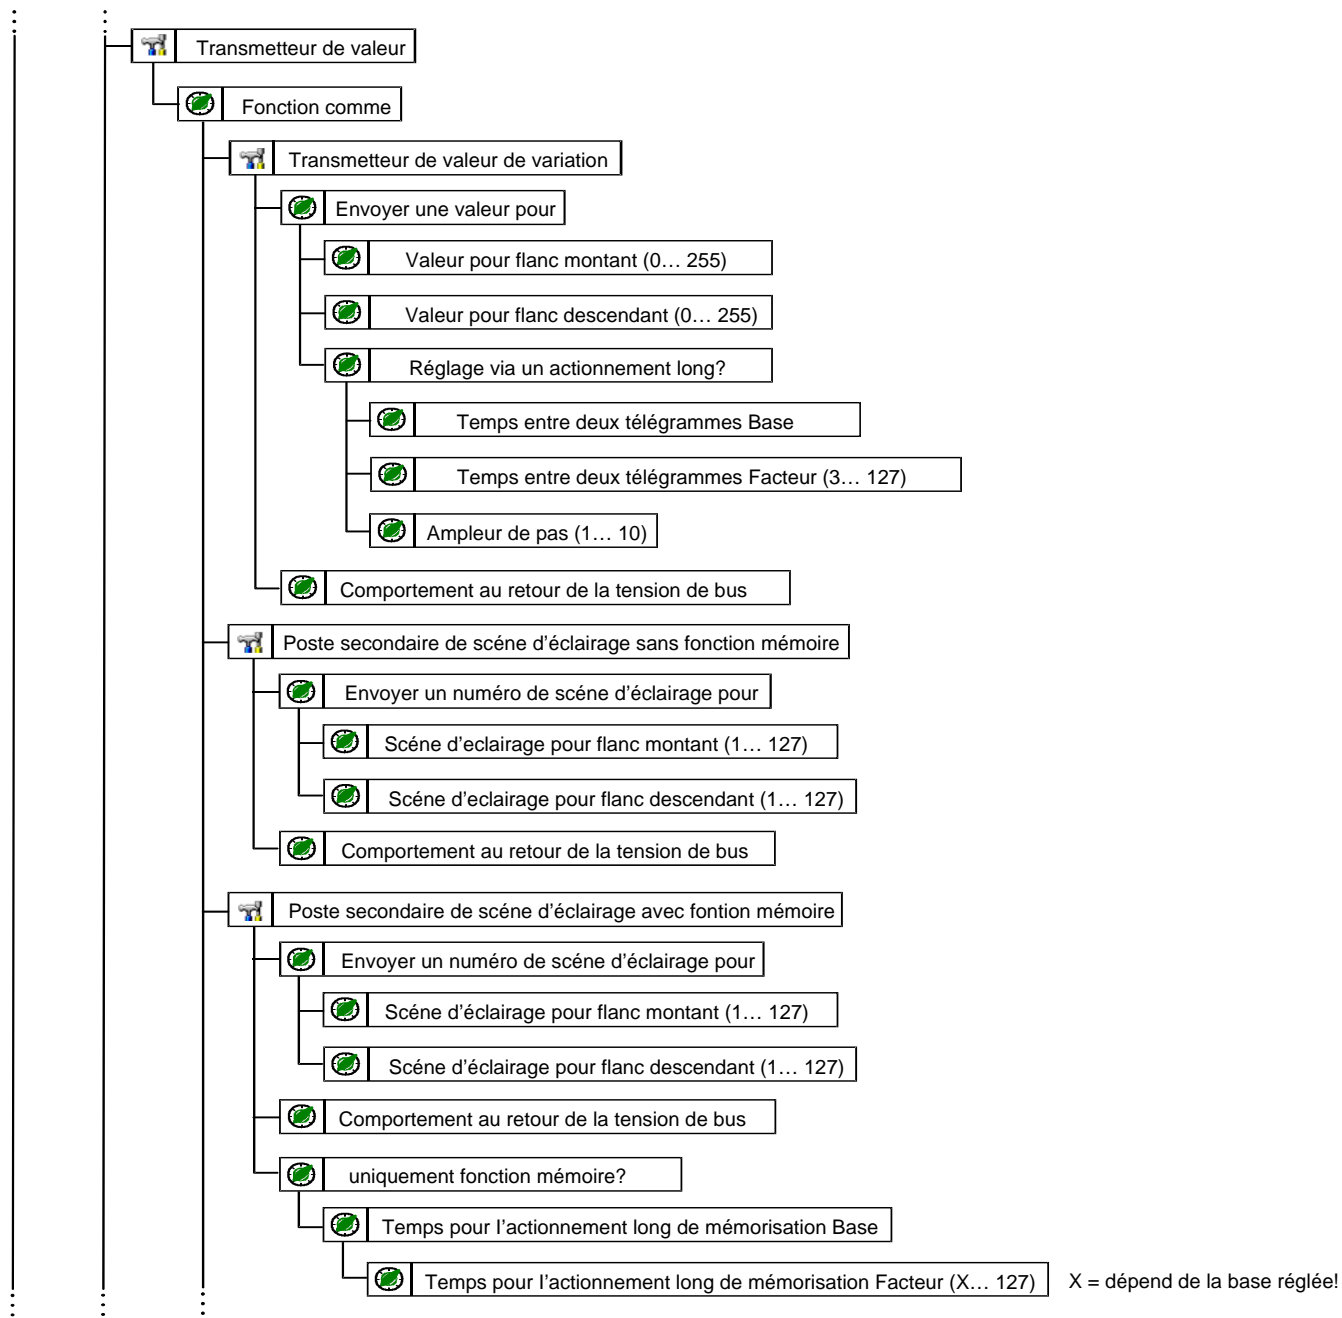 Transmetteur de valeur
Fonction comme
Transmetteur de valeur de variation
Envoyer une valeur pour
Valeur pour flanc montant (0… 255)
Valeur pour flanc descendant (0… 255)
Réglage via un actionnement long?
Temps entre deux télégrammes Base
Temps entre deux télégrammes Facteur (3… 127)
Ampleur de pas (1… 10)
Comportement au retour de la tension de bus
Poste secondaire de scéne d’éclairage sans fonction mémoire
Envoyer un numéro de scéne d’éclairage pour
Scéne d’eclairage pour flanc montant (1… 127)
Scéne d’eclairage pour flanc descendant (1… 127)
Comportement au retour de la tension de bus
Poste secondaire de scéne d’éclairage avec fontion mémoire
Envoyer un numéro de scéne d’éclairage pour
Scéne d’éclairage pour flanc montant (1… 127)
Scéne d’éclairage pour flanc descendant (1… 127)
Comportement au retour de la tension de bus
uniquement fonction mémoire?
Temps pour l’actionnement long de mémorisation Base
Temps pour l’actionnement long de mémorisation Facteur (X… 127) X = dépend de la base réglée!